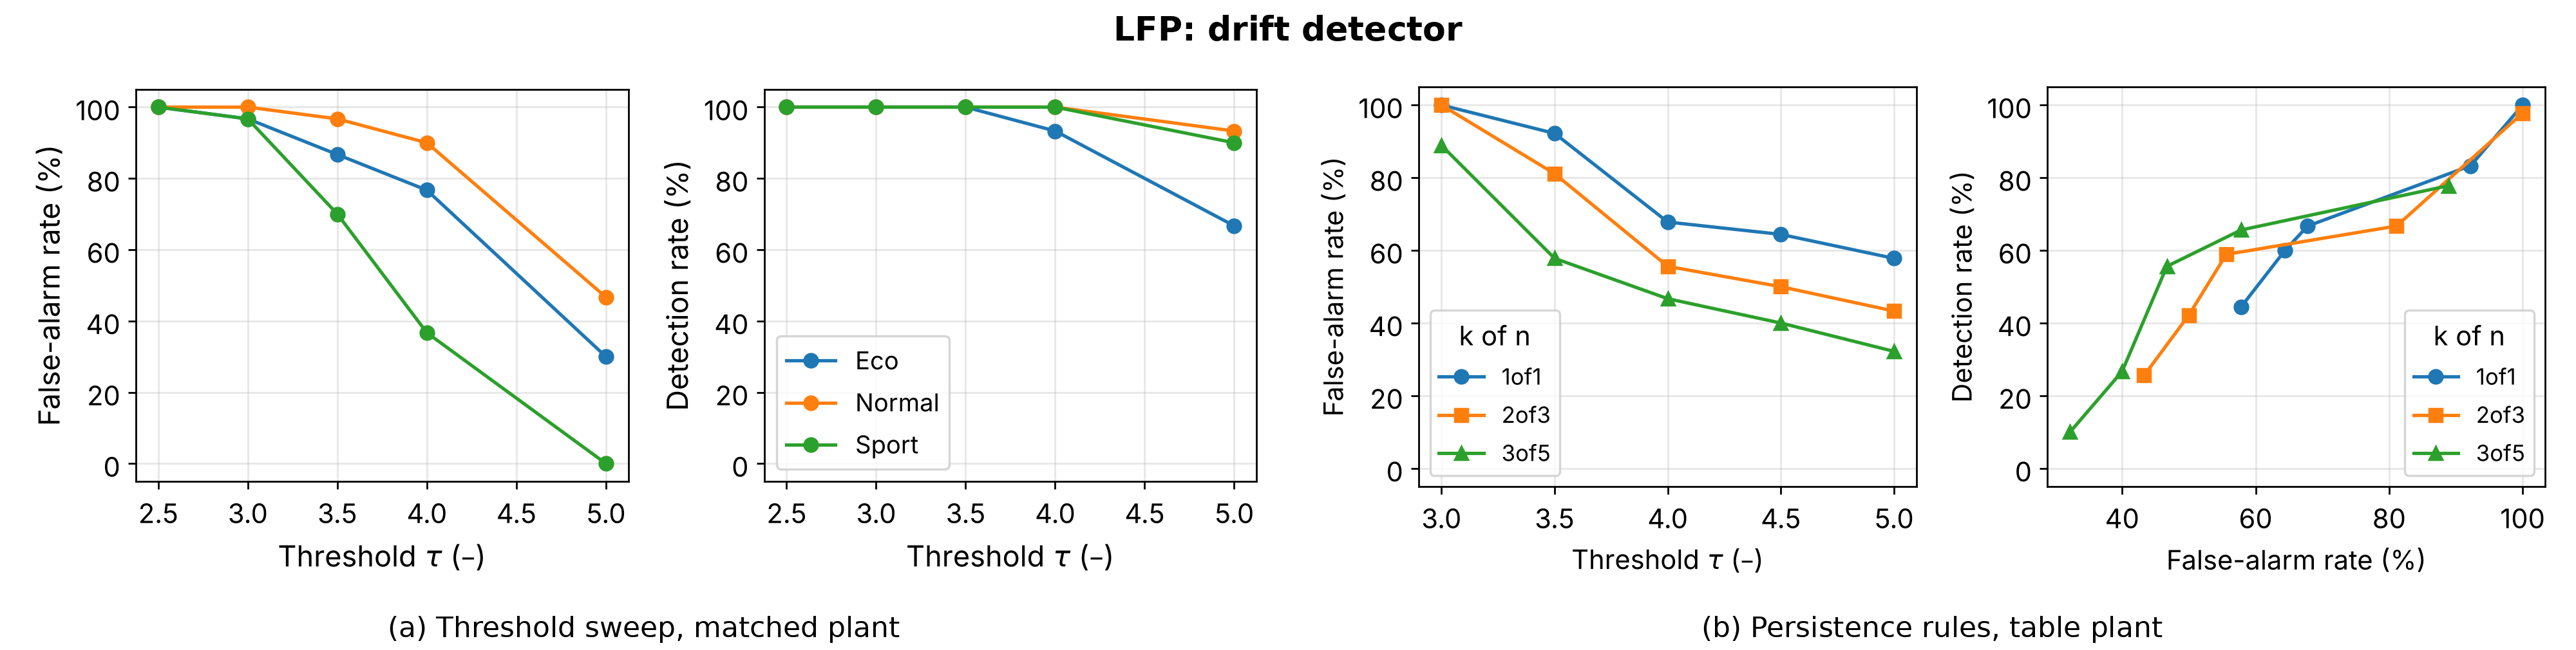 LFP: drift detector
False-alarm rate (%)
100
80
60
40
20
0
2.5 3.0 3.5 4.0 4.5 5.0
Threshold τ (–)
Detection rate (%)
100
80
60
40
20
0
Eco
Normal
Sport
2.5 3.0 3.5 4.0 4.5 5.0
Threshold τ (–)
(a) Threshold sweep, matched plant
False-alarm rate (%)
100
80
60
40
20
0
k of n
1of1
2of3
3of5
3.0 3.5 4.0 4.5 5.0
Threshold τ (–)
Detection rate (%)
100
80
60
40
20
0
k of n
1of1
2of3
3of5
40 60 80 100
False-alarm rate (%)
(b) Persistence rules, table plant